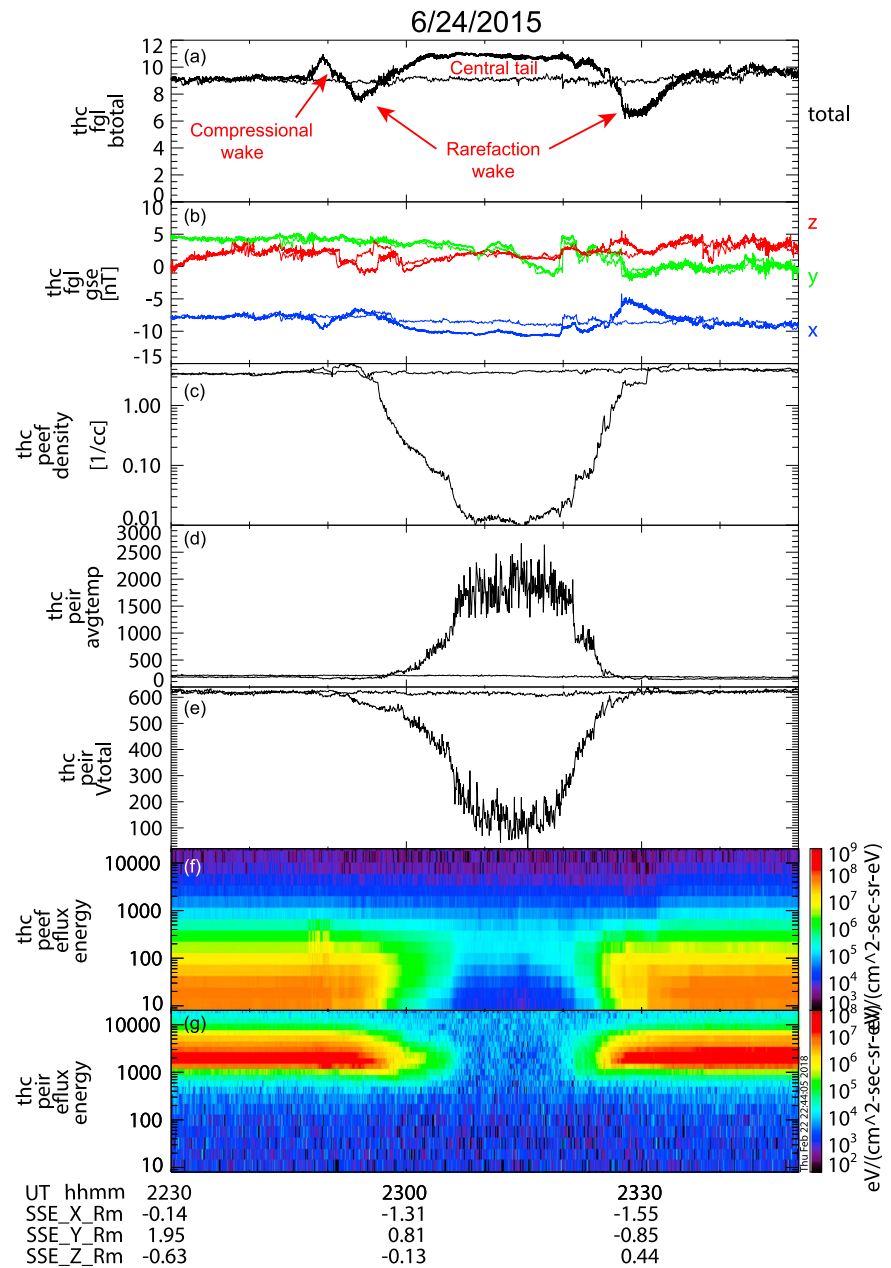 6/24/2015
(a)
12
10
8
6
4
2
0
thc
fgl
btotal
Compressional
wake
Central tail
Rarefaction
wake
total
(b)
10
5
0
-5
-10
-15
thc
fgl
gse
[nT]
z
y
x
(c)
1.00
0.10
0.01
thc
peef
density
[1/cc]
(d)
3000
2500
2000
1500
1000
500
0
thc
peir
avgtemp
(e)
600
500
400
300
200
100
thc
peir
Vtotal
(f)
10000
1000
100
10
thc
peef
eflux
energy
10^9
10^8
10^7
10^6
10^5
10^4
10^3
eV/(cm^2-sec-sr-eV)
(g)
10000
1000
100
10
thc
peir
eflux
energy
10^8
10^7
10^6
10^5
10^4
10^3
10^2
eV/(cm^2-sec-sr-eV)
Thu Feb 22 22:44:05 2018
UT hhmm 2230 2300 2330
SSE_X_Rm -0.14 -1.31 -1.55
SSE_Y_Rm 1.95 0.81 -0.85
SSE_Z_Rm -0.63 -0.13 0.44